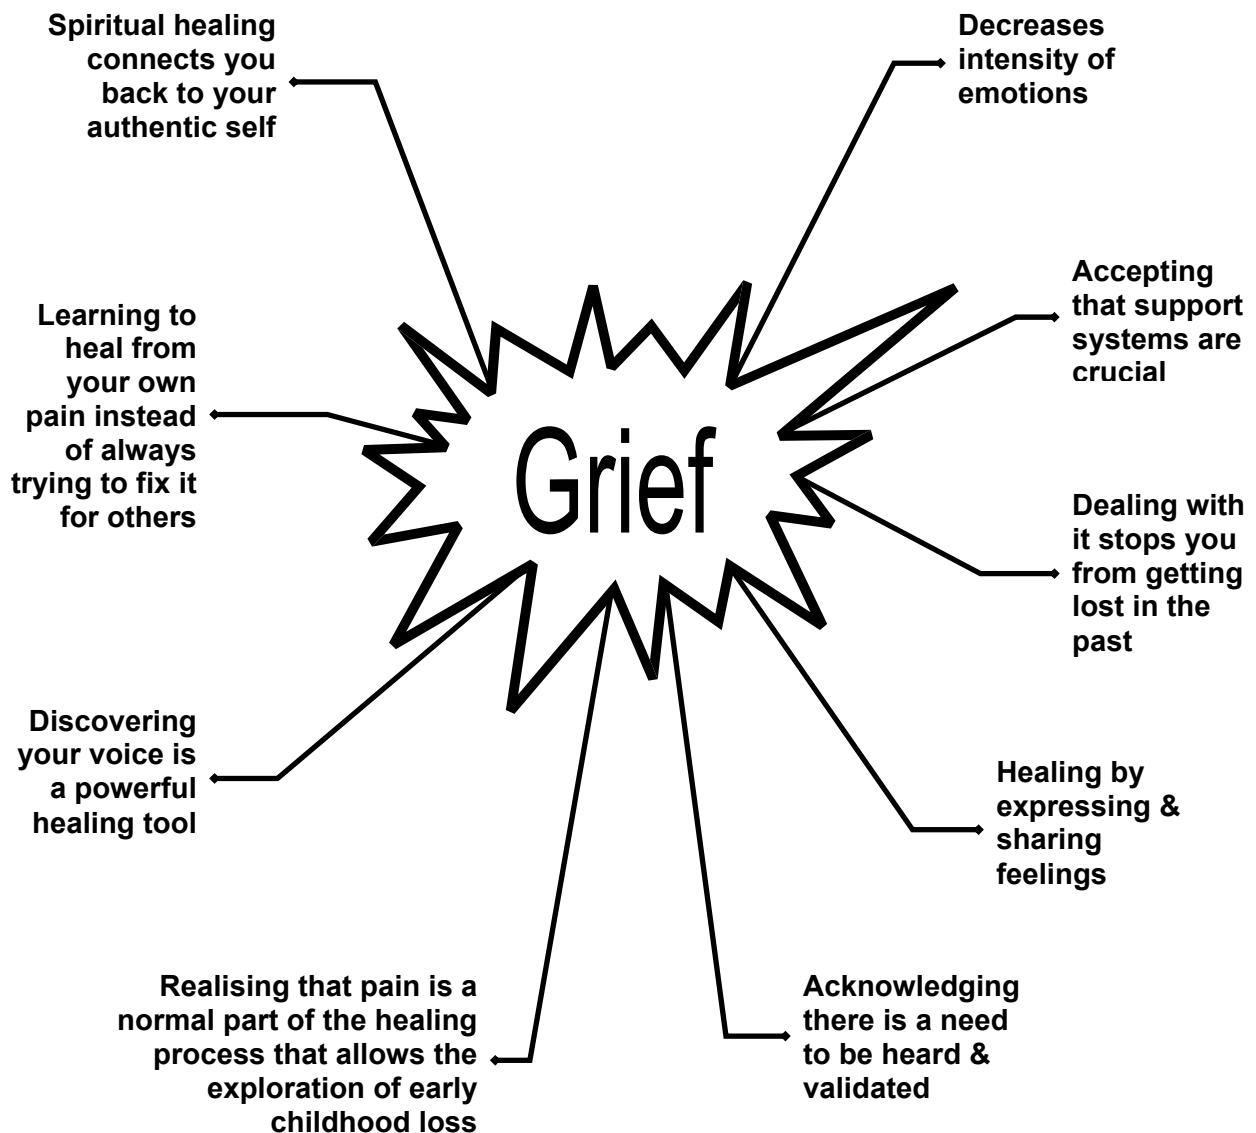 Spiritual healing
connects you
back to your
authentic self
Decreases
intensity of
emotions
Accepting
that support
systems are
crucial
Learning to
heal from
your own
pain instead
of always
trying to fix it
for others
Grief
Dealing with
it stops you
from getting
lost in the
past
Discovering
your voice is
a powerful
healing tool
Healing by
expressing &
sharing
feelings
Realising that pain is a
normal part of the healing
process that allows the
exploration of early
childhood loss
Acknowledging
there is a need
to be heard &
validated